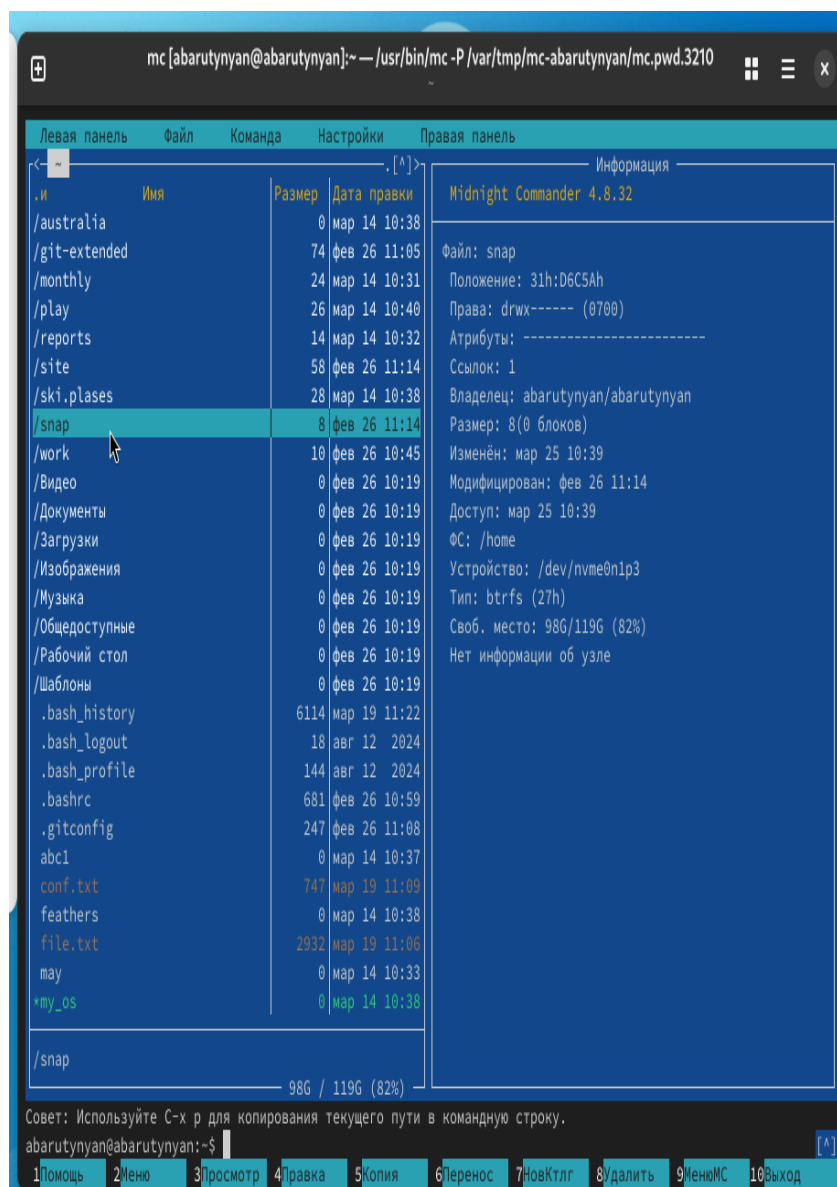 mc [abarutynyan@abarutynyan]:~ — /usr/bin/mc -P /var/tmp/mc-abarutynyan/mc.pwd.3210
~
Левая панель Файл Команда Настройки Правая панель
<─ ~ ─.[^]>
.и Имя Размер Дата правки
/australia 0 мар 14 10:38
/git-extended 74 фев 26 11:05
/monthly 24 мар 14 10:31
/play 26 мар 14 10:40
/reports 14 мар 14 10:32
/site 58 фев 26 11:14
/ski.plases 28 мар 14 10:38
/snap 8 фев 26 11:14
/work 10 фев 26 10:45
/Видео 0 фев 26 10:19
/Документы 0 фев 26 10:19
/Загрузки 0 фев 26 10:19
/Изображения 0 фев 26 10:19
/Музыка 0 фев 26 10:19
/Общедоступные 0 фев 26 10:19
/Рабочий стол 0 фев 26 10:19
/Шаблоны 0 фев 26 10:19
.bash_history 6114 мар 19 11:22
.bash_logout 18 авг 12 2024
.bash_profile 144 авг 12 2024
.bashrc 681 фев 26 10:59
.gitconfig 247 фев 26 11:08
abc1 0 мар 14 10:37
conf.txt 747 мар 19 11:09
feathers 0 мар 14 10:38
file.txt 2932 мар 19 11:06
may 0 мар 14 10:33
*my_os 0 мар 14 10:38
/snap
98G / 119G (82%)
Информация
Midnight Commander 4.8.32
Файл: snap
Положение: 31h:D6C5Ah
Права: drwx------ (0700)
Атрибуты: ------------------------
Ссылок: 1
Владелец: abarutynyan/abarutynyan
Размер: 8(0 блоков)
Изменён: мар 25 10:39
Модифицирован: фев 26 11:14
Доступ: мар 25 10:39
ФС: /home
Устройство: /dev/nvme0n1p3
Тип: btrfs (27h)
Своб. место: 98G/119G (82%)
Нет информации об узле
Совет: Используйте C-x p для копирования текущего пути в командную строку.
abarutynyan@abarutynyan:~$ [^]
1Помощь 2Меню 3Просмотр 4Правка 5Копия 6Перенос 7НовКтлг 8Удалить 9МенюМС 10Выход